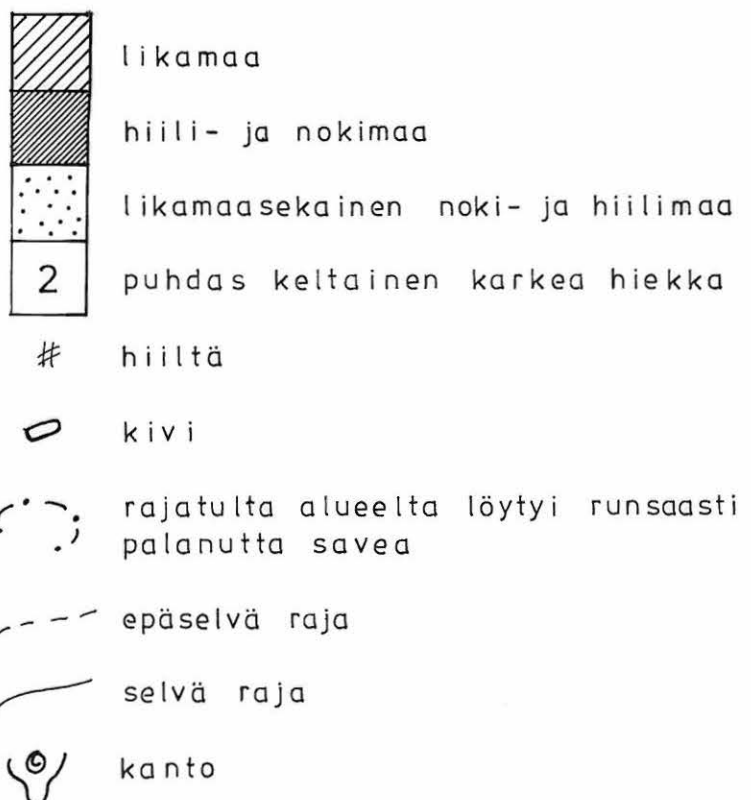 likamaa
hiili- ja nokimaa
likamaasekainen noki- ja hiilimaa
2 puhdas keltainen karkea hiekka
# hiiltä
kivi
rajatulta alueelta löytyi runsaasti
palanutta savea
epäselvä raja
selvä raja
kanto